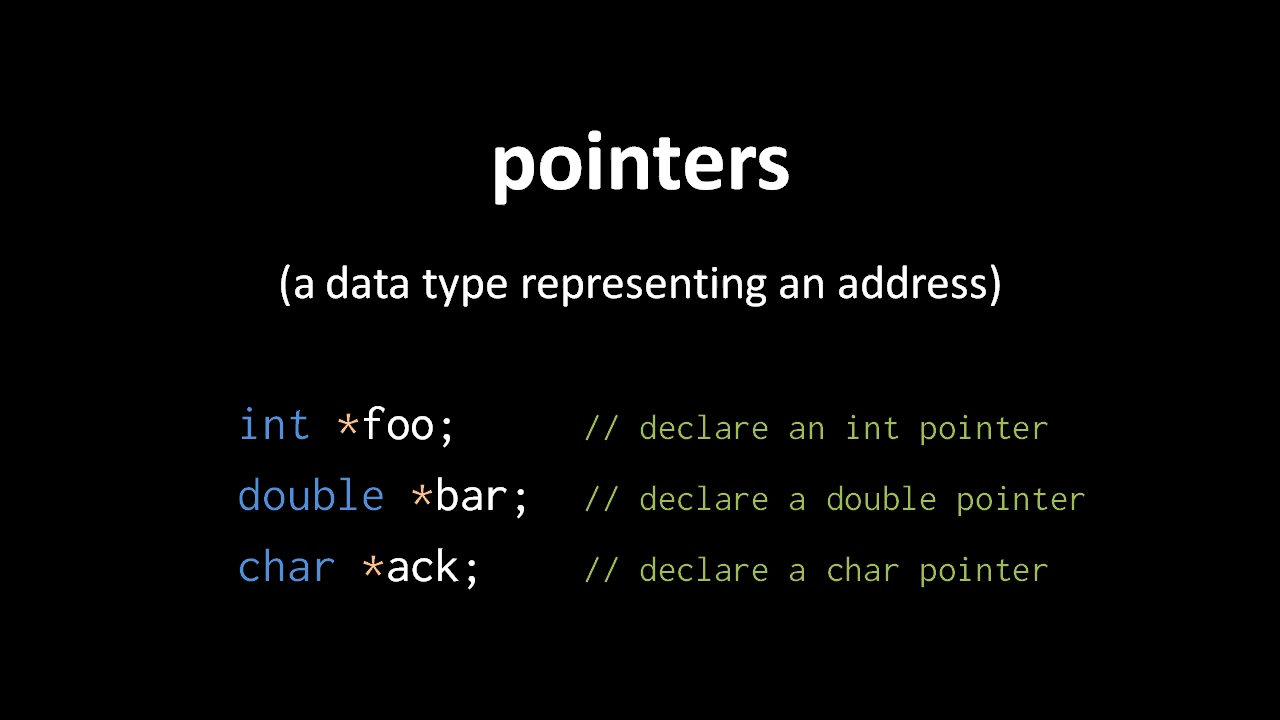 pointers
(a data type representing an address)
int *foo; // declare an int pointer
double *bar; // declare a double pointer
char *ack; // declare a char pointer